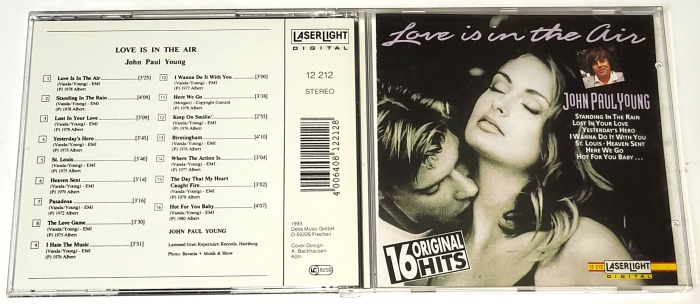 LOVE IS IN THE AIR
John Paul Young
1 Love Is In The Air [3'25]
(Vanda/Young) - EMI
(P) 1978 Albert
2 Standing In The Rain [4'09]
(Vanda/Young) - EMI
(P) 1978 Albert
3 Lost In Your Love [3'09]
(Vanda/Young) - EMI
(P) 1978 Albert
4 Yesterday's Hero [3'45]
(Vanda/Young) - EMI
(P) 1975 Albert
5 St. Louis [3'46]
(Vanda/Young) - EMI
(P) 1975 Albert
6 Heaven Sent [3'14]
(Vanda/Young) - EMI
(P) 1979 Albert
7 Pasadena [3'16]
(Vanda/Young) - EMI
(P) 1972 Albert
8 The Love Game [3'30]
(Vanda/Young) - EMI
(P) 1975 Albert
9 I Hate The Music [3'51]
10 I Wanna Do It With You [3'00]
(Vanda/Young) - EMI
(P) 1977 Albert
11 Here We Go [3'38]
(Morgan) - Copyright Control
(P) 1978 Albert
12 Keep On Smilin' [2'55]
(Vanda/Young) - EMI
13 Birmingham [4'10]
(Vanda/Young) - EMI
14 Where The Action Is [3'04]
(Vanda/Young) - EMI
(P) 1977 Albert
15 The Day That My Heart
Caught Fire [3'02]
(Vanda/Young) - EMI
(P) 1978 Albert
16 Hot For You Baby [4'07]
(Vanda/Young) - EMI
(P) 1980 Albert
JOHN PAUL YOUNG
Licensed from Repertoire Records, Hamburg
Photo: Bavaria + Musik & Show
LASERLIGHT
DIGITAL
12 212
STEREO
4 006408 122128
1993
Delta Music GmbH
D-50226 Frechen
Cover-Design:
A. Backhausen
Köln
LC 8259
Love is in the Air
JOHN PAUL YOUNG
STANDING IN THE RAIN
LOST IN YOUR LOVE
YESTERDAY'S HERO
I WANNA DO IT WITH YOU
ST. LOUIS - HEAVEN SENT
HERE WE GO
HOT FOR YOU BABY ...
16 ORIGINAL
HITS
12 212
LASERLIGHT
DIGITAL